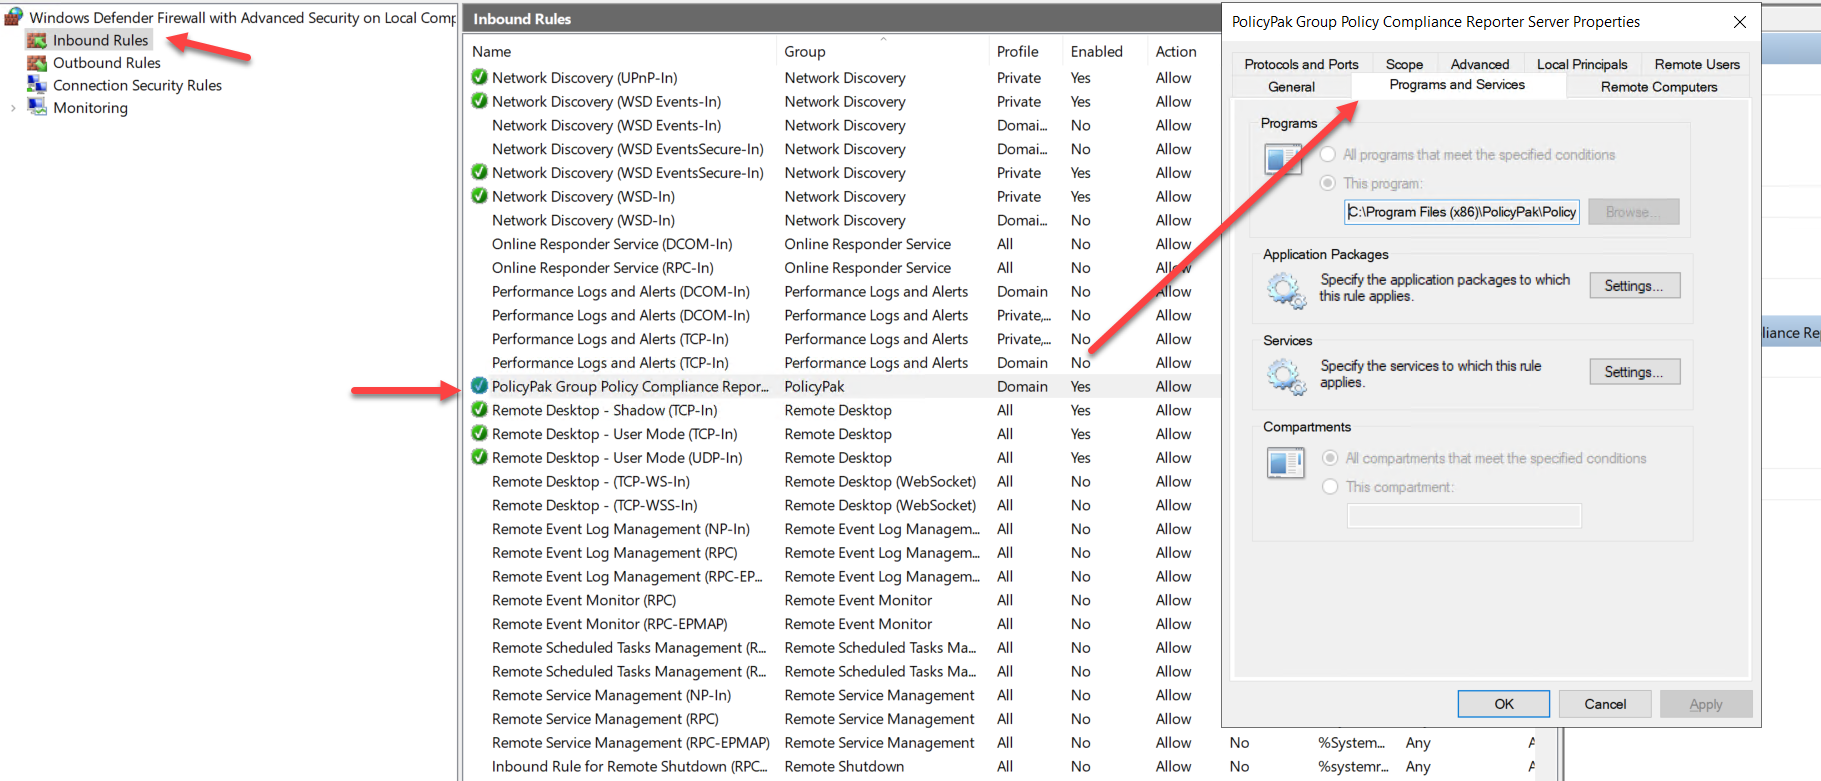 Windows Defender Firewall with Advanced Security on Local Comp
Inbound Rules
Outbound Rules
Connection Security Rules
Monitoring
Inbound Rules
Name Group Profile Enabled Action
Network Discovery (UPnP-In) Network Discovery Private Yes Allow
Network Discovery (WSD Events-In) Network Discovery Private Yes Allow
Network Discovery (WSD Events-In) Network Discovery Domai... No Allow
Network Discovery (WSD EventsSecure-In) Network Discovery Domai... No Allow
Network Discovery (WSD EventsSecure-In) Network Discovery Private Yes Allow
Network Discovery (WSD-In) Network Discovery Private Yes Allow
Network Discovery (WSD-In) Network Discovery Domai... No Allow
Online Responder Service (DCOM-In) Online Responder Service All No Allow
Online Responder Service (RPC-In) Online Responder Service All No Allow
Performance Logs and Alerts (DCOM-In) Performance Logs and Alerts Domain No Allow
Performance Logs and Alerts (DCOM-In) Performance Logs and Alerts Private,... No Allow
Performance Logs and Alerts (TCP-In) Performance Logs and Alerts Private,... No Allow
Performance Logs and Alerts (TCP-In) Performance Logs and Alerts Domain No Allow
PolicyPak Group Policy Compliance Repor... PolicyPak Domain Yes Allow
Remote Desktop - Shadow (TCP-In) Remote Desktop All Yes Allow
Remote Desktop - User Mode (TCP-In) Remote Desktop All Yes Allow
Remote Desktop - User Mode (UDP-In) Remote Desktop All Yes Allow
Remote Desktop - (TCP-WS-In) Remote Desktop (WebSocket) All No Allow
Remote Desktop - (TCP-WSS-In) Remote Desktop (WebSocket) All No Allow
Remote Event Log Management (NP-In) Remote Event Log Managem... All No Allow
Remote Event Log Management (RPC) Remote Event Log Managem... All No Allow
Remote Event Log Management (RPC-EP... Remote Event Log Managem... All No Allow
Remote Event Monitor (RPC) Remote Event Monitor All No Allow
Remote Event Monitor (RPC-EPMAP) Remote Event Monitor All No Allow
Remote Scheduled Tasks Management (R... Remote Scheduled Tasks Ma... All No Allow
Remote Scheduled Tasks Management (R... Remote Scheduled Tasks Ma... All No Allow
Remote Service Management (NP-In) Remote Service Management All No Allow
Remote Service Management (RPC) Remote Service Management All No Allow
Remote Service Management (RPC-EPMAP) Remote Service Management All No Allow No %System... Any A
Inbound Rule for Remote Shutdown (RPC... Remote Shutdown All No Allow No %systemr... Any A
PolicyPak Group Policy Compliance Reporter Server Properties
Protocols and Ports Scope Advanced Local Principals Remote Users
General Programs and Services Remote Computers
Programs
All programs that meet the specified conditions
This program:
C:\Program Files (x86)\PolicyPak\Policy Browse...
Application Packages
Specify the application packages to which
this rule applies.
Settings...
Services
Specify the services to which this rule
applies.
Settings...
Compartments
All compartments that meet the specified conditions
This compartment:
OK Cancel Apply
liance Re